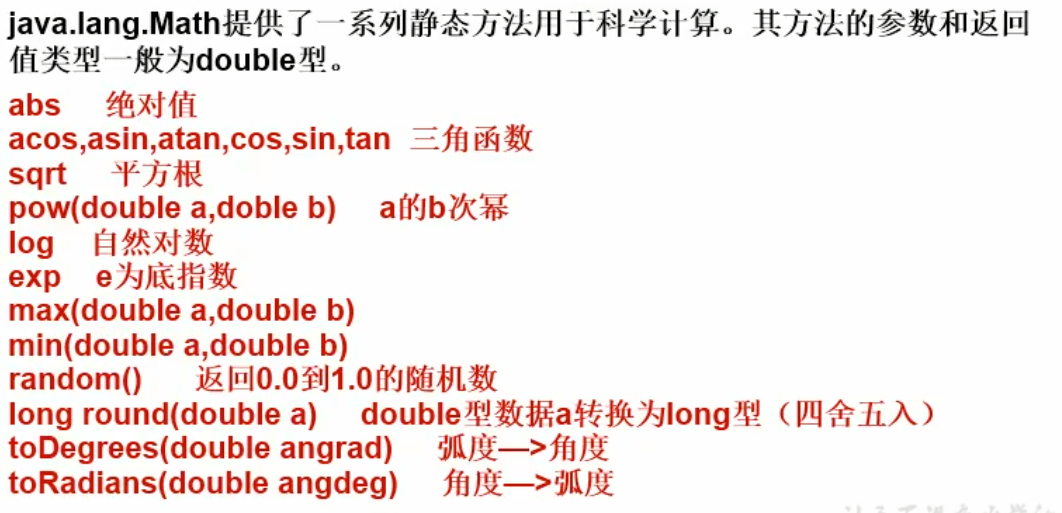 java.lang.Math提供了一系列静态方法用于科学计算。其方法的参数和返回
值类型一般为double型。
abs 绝对值
acos,asin,atan,cos,sin,tan 三角函数
sqrt 平方根
pow(double a,doble b) a的b次幂
log 自然对数
exp e为底指数
max(double a,double b)
min(double a,double b)
random() 返回0.0到1.0的随机数
long round(double a) double型数据a转换为long型（四舍五入）
toDegrees(double angrad) 弧度—>角度
toRadians(double angdeg) 角度—>弧度